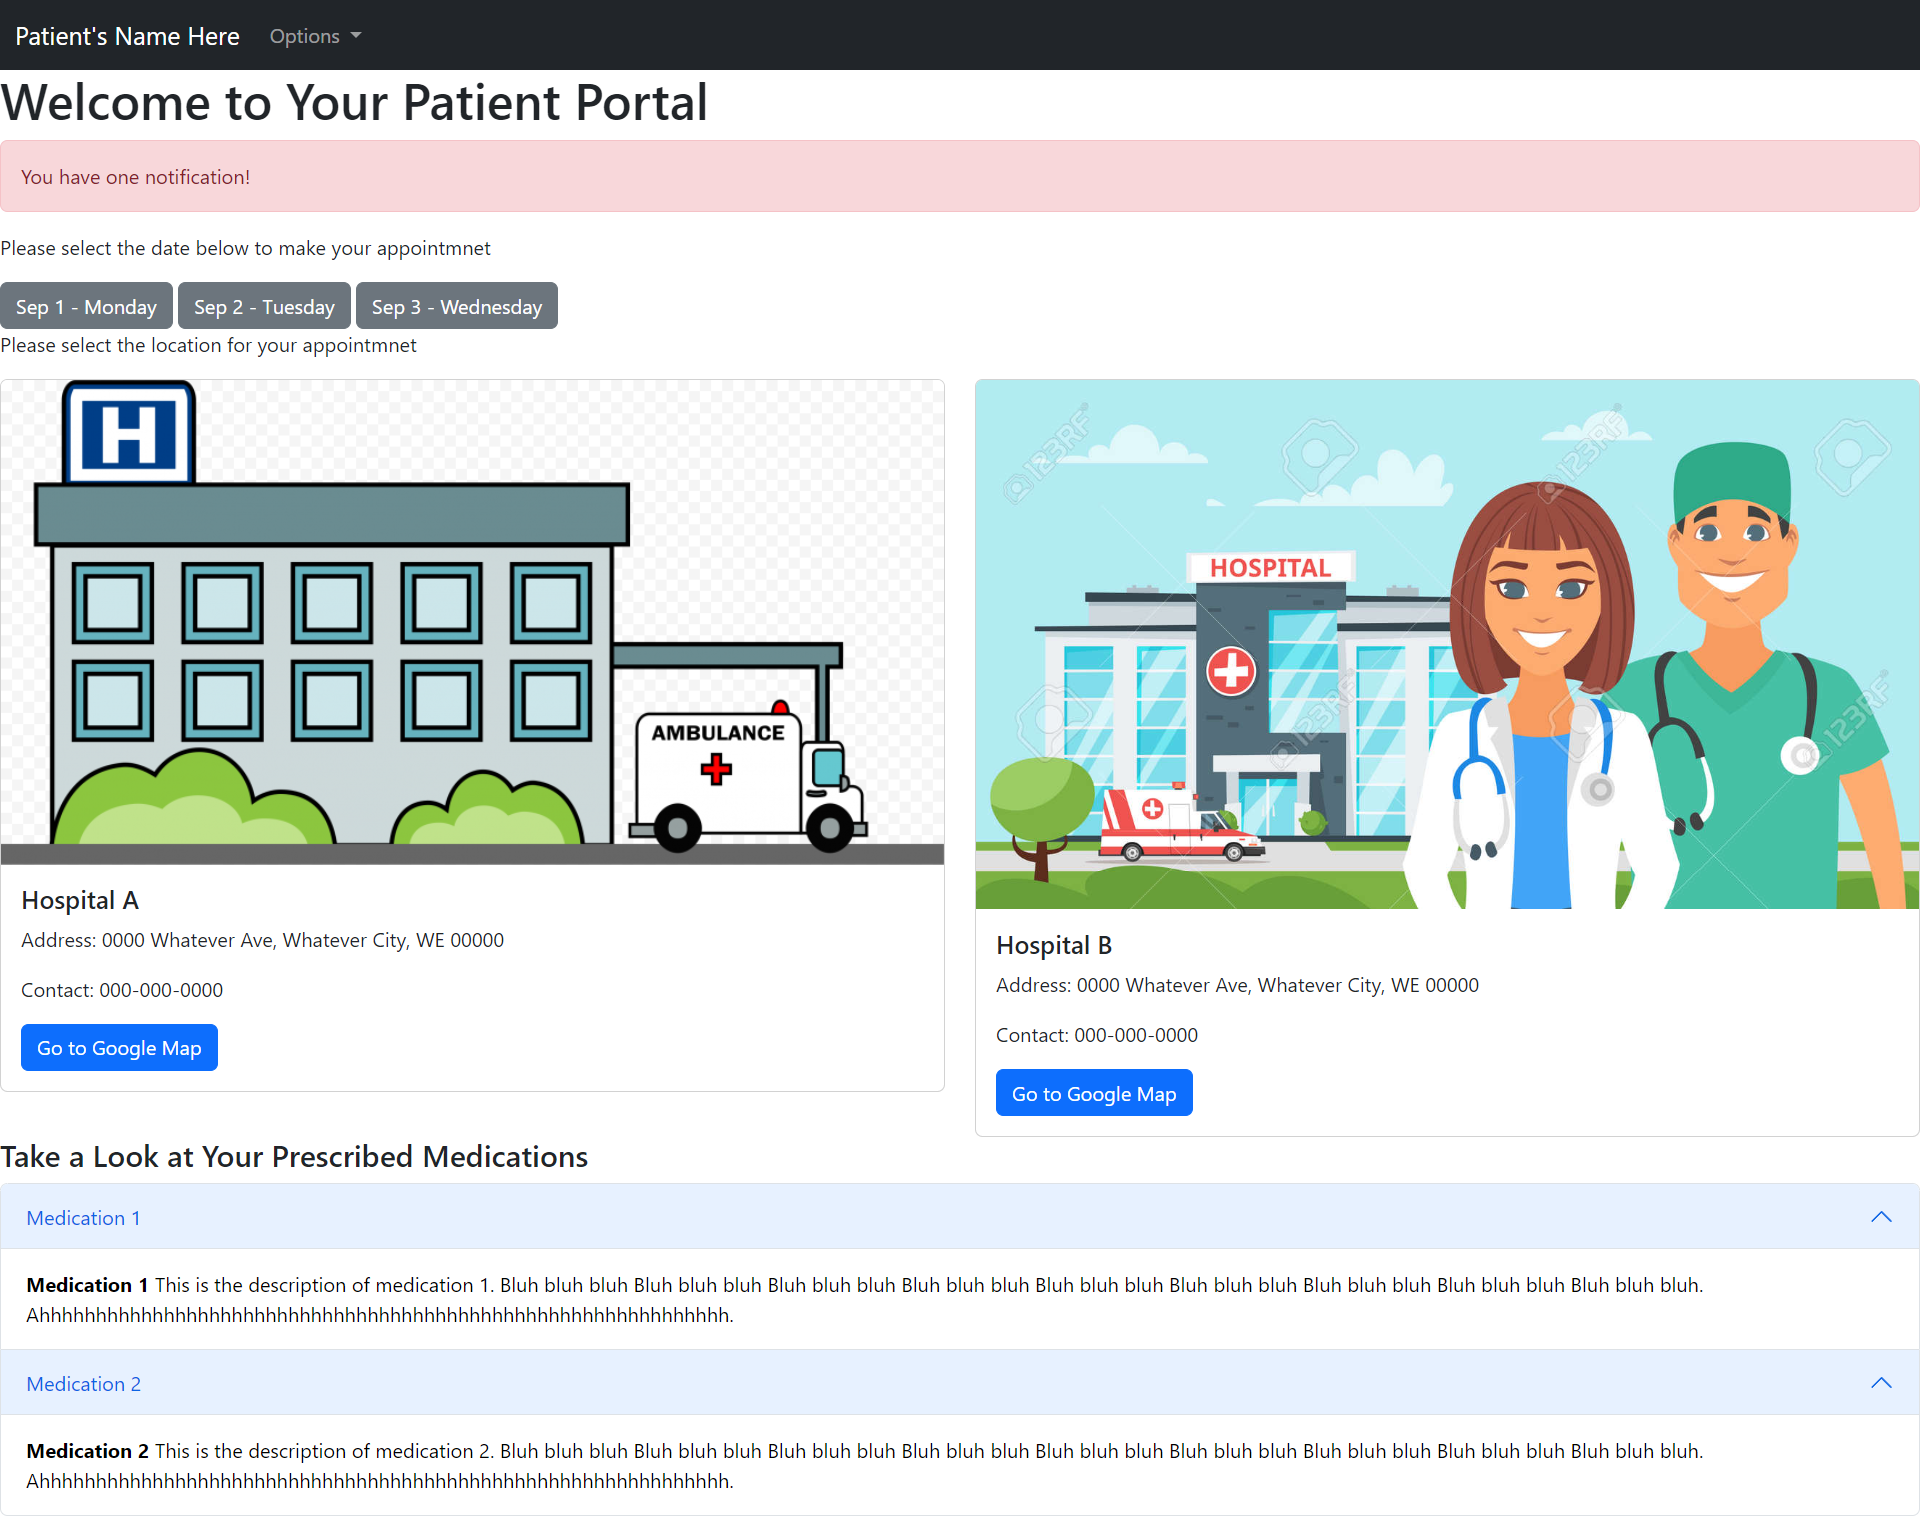 Patient's Name Here Options
Welcome to Your Patient Portal
You have one notification!
Please select the date below to make your appointmnet
Sep 1 - Monday Sep 2 - Tuesday Sep 3 - Wednesday
Please select the location for your appointmnet
H
AMBULANCE
Hospital A
Address: 0000 Whatever Ave, Whatever City, WE 00000
Contact: 000-000-0000
Go to Google Map
123RF
123RF
HOSPITAL
123RF
123RF
Hospital B
Address: 0000 Whatever Ave, Whatever City, WE 00000
Contact: 000-000-0000
Go to Google Map
Take a Look at Your Prescribed Medications
Medication 1
Medication 1 This is the description of medication 1. Bluh bluh bluh Bluh bluh bluh Bluh bluh bluh Bluh bluh bluh Bluh bluh bluh Bluh bluh bluh Bluh bluh bluh Bluh bluh bluh Bluh bluh bluh.
Ahhhhhhhhhhhhhhhhhhhhhhhhhhhhhhhhhhhhhhhhhhhhhhhhhhhhhhhhhhhhh.
Medication 2
Medication 2 This is the description of medication 2. Bluh bluh bluh Bluh bluh bluh Bluh bluh bluh Bluh bluh bluh Bluh bluh bluh Bluh bluh bluh Bluh bluh bluh Bluh bluh bluh Bluh bluh bluh.
Ahhhhhhhhhhhhhhhhhhhhhhhhhhhhhhhhhhhhhhhhhhhhhhhhhhhhhhhhhhhhh.